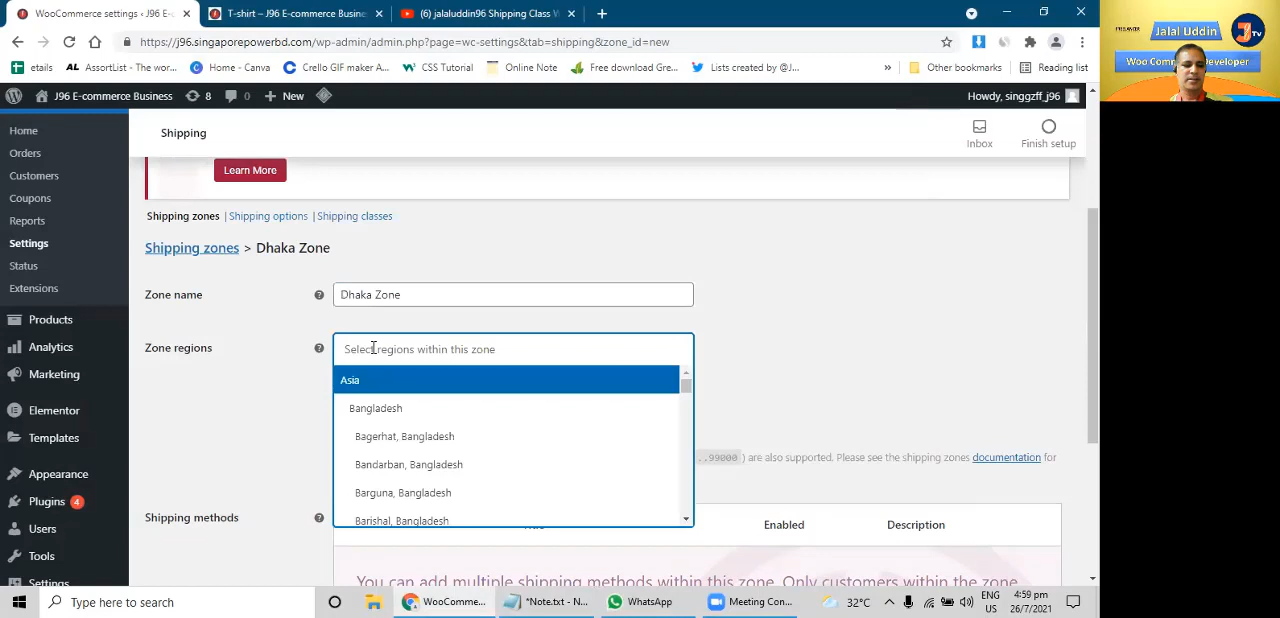 WooCommerce settings ‹ J96 E-c
T-shirt – J96 E-commerce Busine
(6) jalaluddin96 Shipping Class W
https://j96.singaporepowerbd.com/wp-admin/admin.php?page=wc-settings&tab=shipping&zone_id=new
etails
AL AssortList - The wor...
Home - Canva
Crello GIF maker A...
CSS Tutorial
Online Note
Free download Gre...
Lists created by @J...
»
Other bookmarks
Reading list
J96 E-commerce Business
8
0
+ New
Howdy, singgzff_j96
FREELANCER
Jalal Uddin
TV
Woo Comm Developer
Home
Orders
Customers
Coupons
Reports
Settings
Status
Extensions
Products
Analytics
Marketing
Elementor
Templates
Appearance
Plugins 4
Users
Tools
Settings
Shipping
Inbox
Finish setup
Learn More
Shipping zones | Shipping options | Shipping classes
Shipping zones > Dhaka Zone
Zone name
Dhaka Zone
Zone regions
Select regions within this zone
Asia
Bangladesh
Bagerhat, Bangladesh
Bandarban, Bangladesh
Barguna, Bangladesh
Barishal, Bangladesh
...99000 ) are also supported. Please see the shipping zones documentation for
Shipping methods
Enabled
Description
You can add multiple shipping methods within this zone. Only customers within the zone
Type here to search
WooComme...
*Note.txt - N...
WhatsApp
Meeting Con...
32°C
ENG
US
4:59 pm
26/7/2021